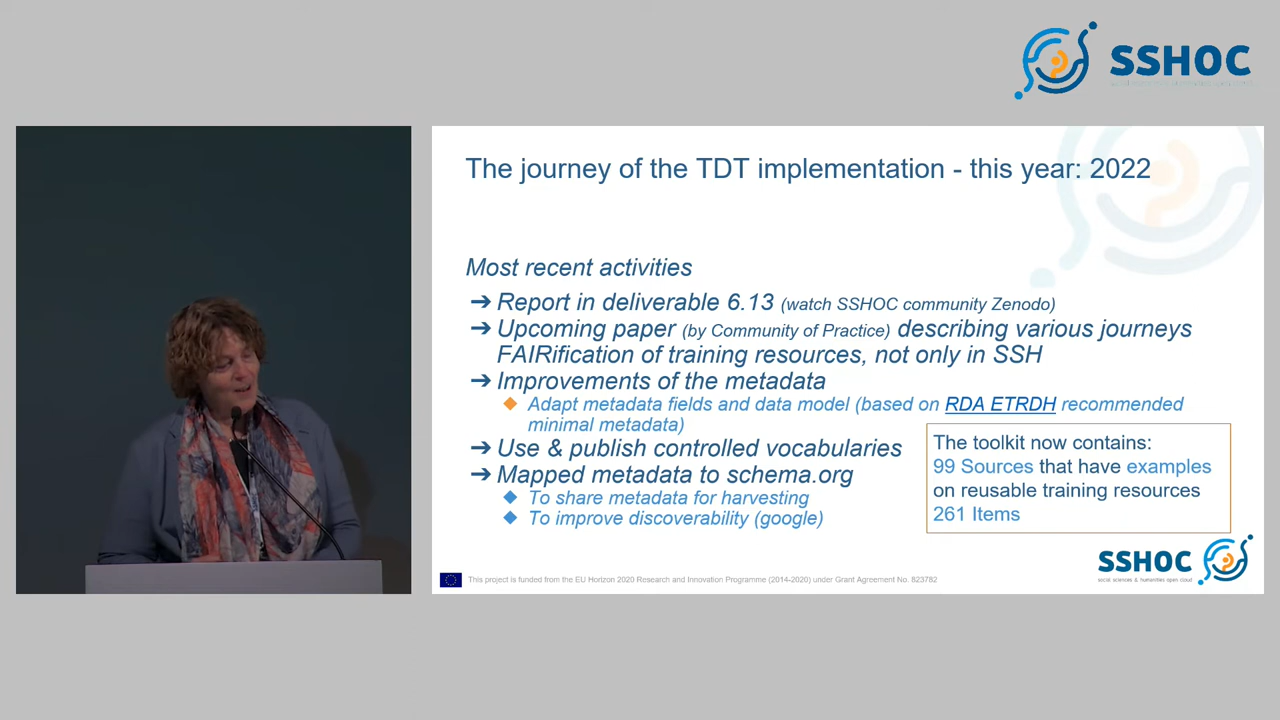 SSHOC
The journey of the TDT implementation - this year: 2022
Most recent activities
➔ Report in deliverable 6.13 (watch SSHOC community Zenodo)
➔ Upcoming paper (by Community of Practice) describing various journeys
FAIRification of training resources, not only in SSH
➔ Improvements of the metadata
◆ Adapt metadata fields and data model (based on RDA ETRDH recommended
minimal metadata)
➔ Use & publish controlled vocabularies
➔ Mapped metadata to schema.org
◆ To share metadata for harvesting
◆ To improve discoverability (google)
The toolkit now contains:
99 Sources that have examples
on reusable training resources
261 Items
SSHOC
social sciences & humanities open cloud
This project is funded from the EU Horizon 2020 Research and Innovation Programme (2014-2020) under Grant Agreement No. 823782